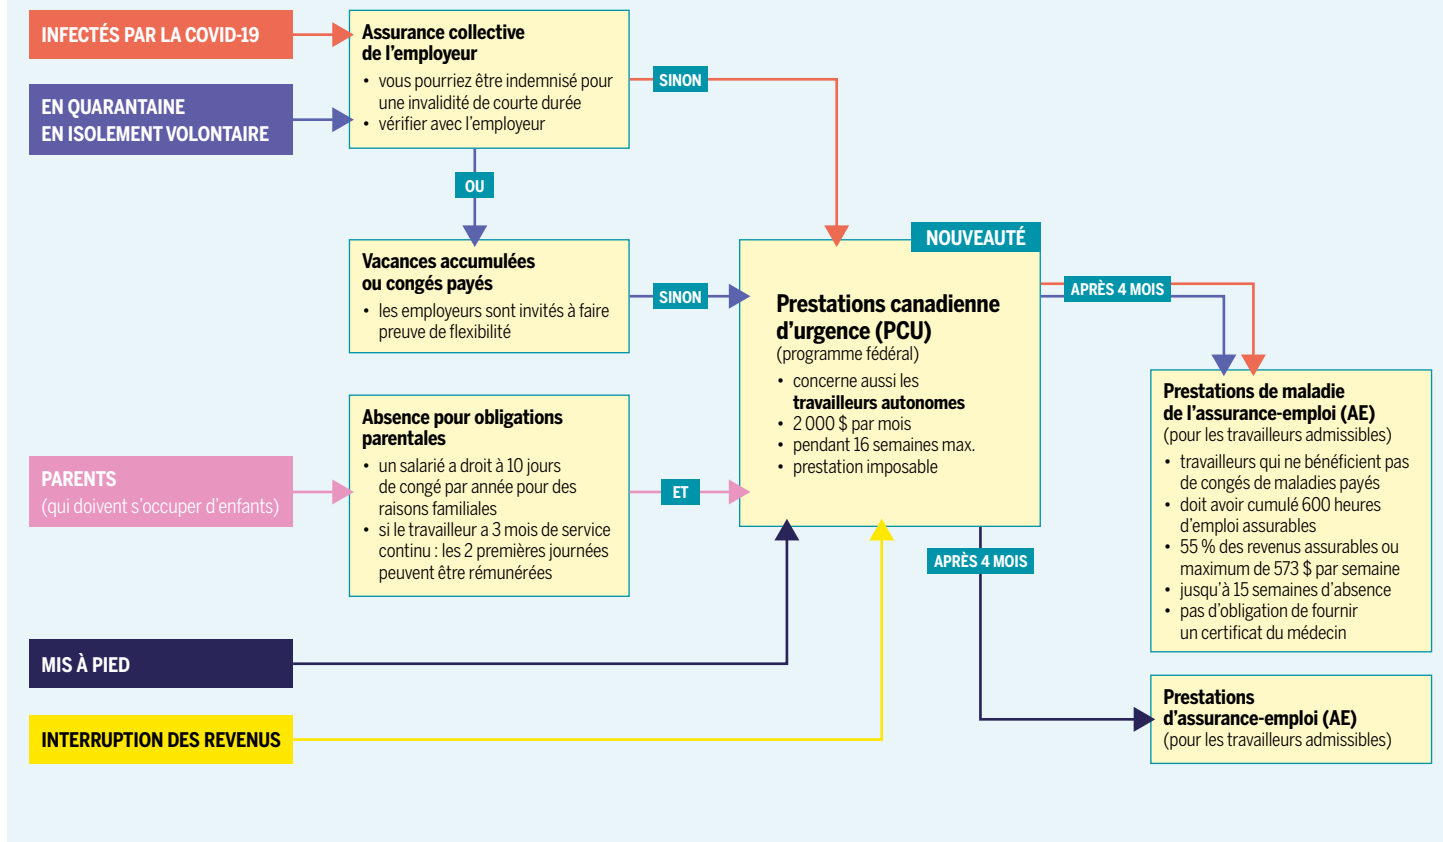 INFECTÉS PAR LA COVID-19
EN QUARANTAINE
EN ISOLEMENT VOLONTAIRE
Assurance collective
de l'employeur
• vous pourriez être indemnisé pour
une invalidité de courte durée
• vérifier avec l'employeur
SINON
OU
Vacances accumulées
ou congés payés
• les employeurs sont invités à faire
preuve de flexibilité
SINON
NOUVEAUTÉ
Prestations canadienne
d'urgence (PCU)
(programme fédéral)
• concerne aussi les
travailleurs autonomes
• 2 000 $ par mois
• pendant 16 semaines max.
• prestation imposable
APRÈS 4 MOIS
PARENTS
(qui doivent s'occuper d'enfants)
Absence pour obligations
parentales
• un salarié a droit à 10 jours
de congé par année pour des
raisons familiales
• si le travailleur a 3 mois de service
continu : les 2 premières journées
peuvent être rémunérées
ET
APRÈS 4 MOIS
Prestations de maladie
de l'assurance-emploi (AE)
(pour les travailleurs admissibles)
• travailleurs qui ne bénéficient pas
de congés de maladies payés
• doit avoir cumulé 600 heures
d'emploi assurables
• 55 % des revenus assurables ou
maximum de 573 $ par semaine
• jusqu'à 15 semaines d'absence
• pas d'obligation de fournir
un certificat du médecin
MIS À PIED
INTERRUPTION DES REVENUS
Prestations
d'assurance-emploi (AE)
(pour les travailleurs admissibles)